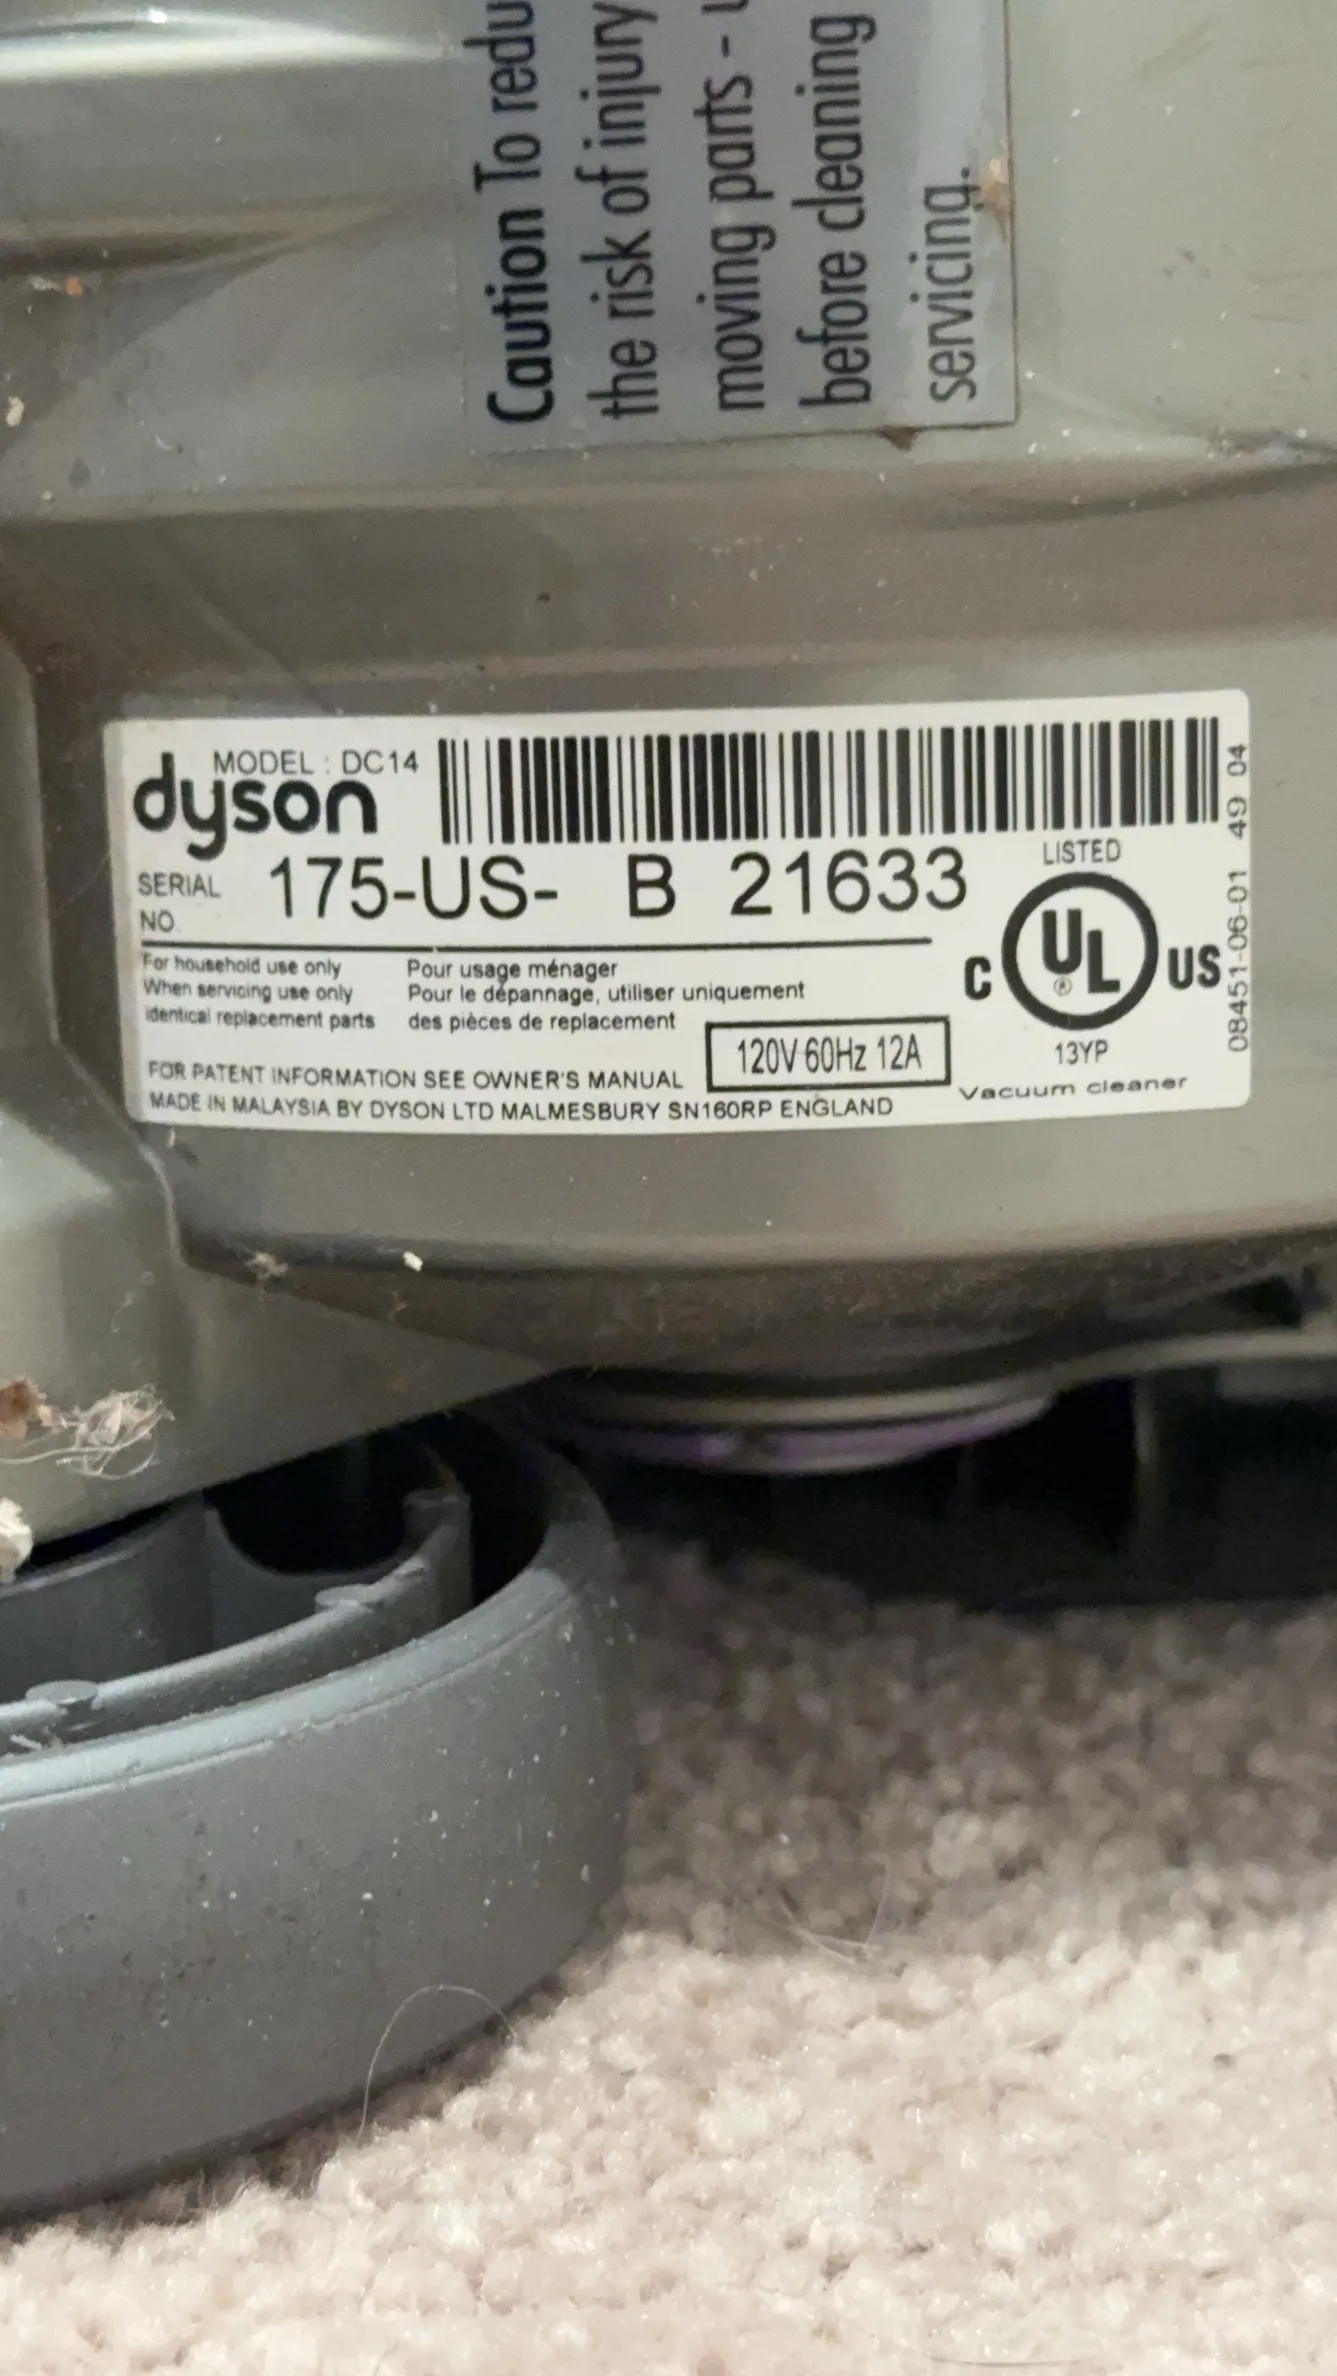 Caution To redu
the risk of injury
moving parts -
before cleaning
servicing.
MODEL : DC14
dyson
SERIAL NO. 175-US- B 21633
For household use only
When servicing use only
identical replacement parts
Pour usage ménager
Pour le dépannage, utiliser uniquement
des pièces de replacement
120V 60Hz 12A
FOR PATENT INFORMATION SEE OWNER'S MANUAL
MADE IN MALAYSIA BY DYSON LTD MALMESBURY SN160RP ENGLAND
LISTED
C UL® US
13YP
Vacuum cleaner
08451-06-01 49 04